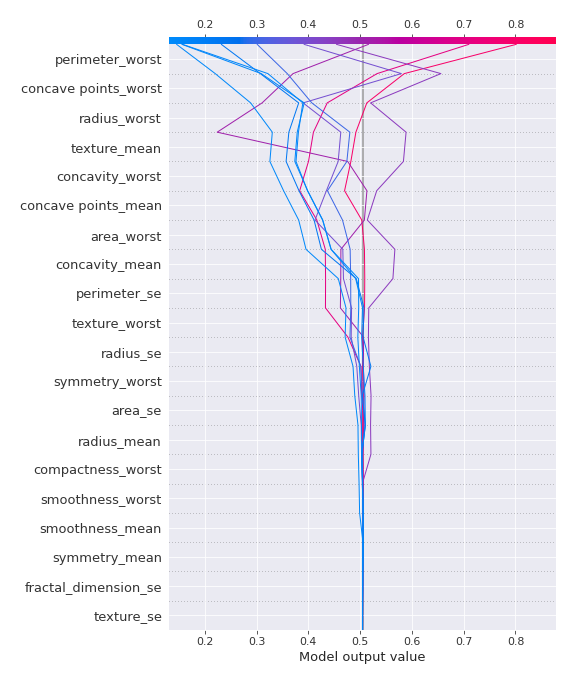 0.2 0.3 0.4 0.5 0.6 0.7 0.8
perimeter_worst
concave points_worst
radius_worst
texture_mean
concavity_worst
concave points_mean
area_worst
concavity_mean
perimeter_se
texture_worst
radius_se
symmetry_worst
area_se
radius_mean
compactness_worst
smoothness_worst
smoothness_mean
symmetry_mean
fractal_dimension_se
texture_se
0.2 0.3 0.4 0.5 0.6 0.7 0.8
Model output value